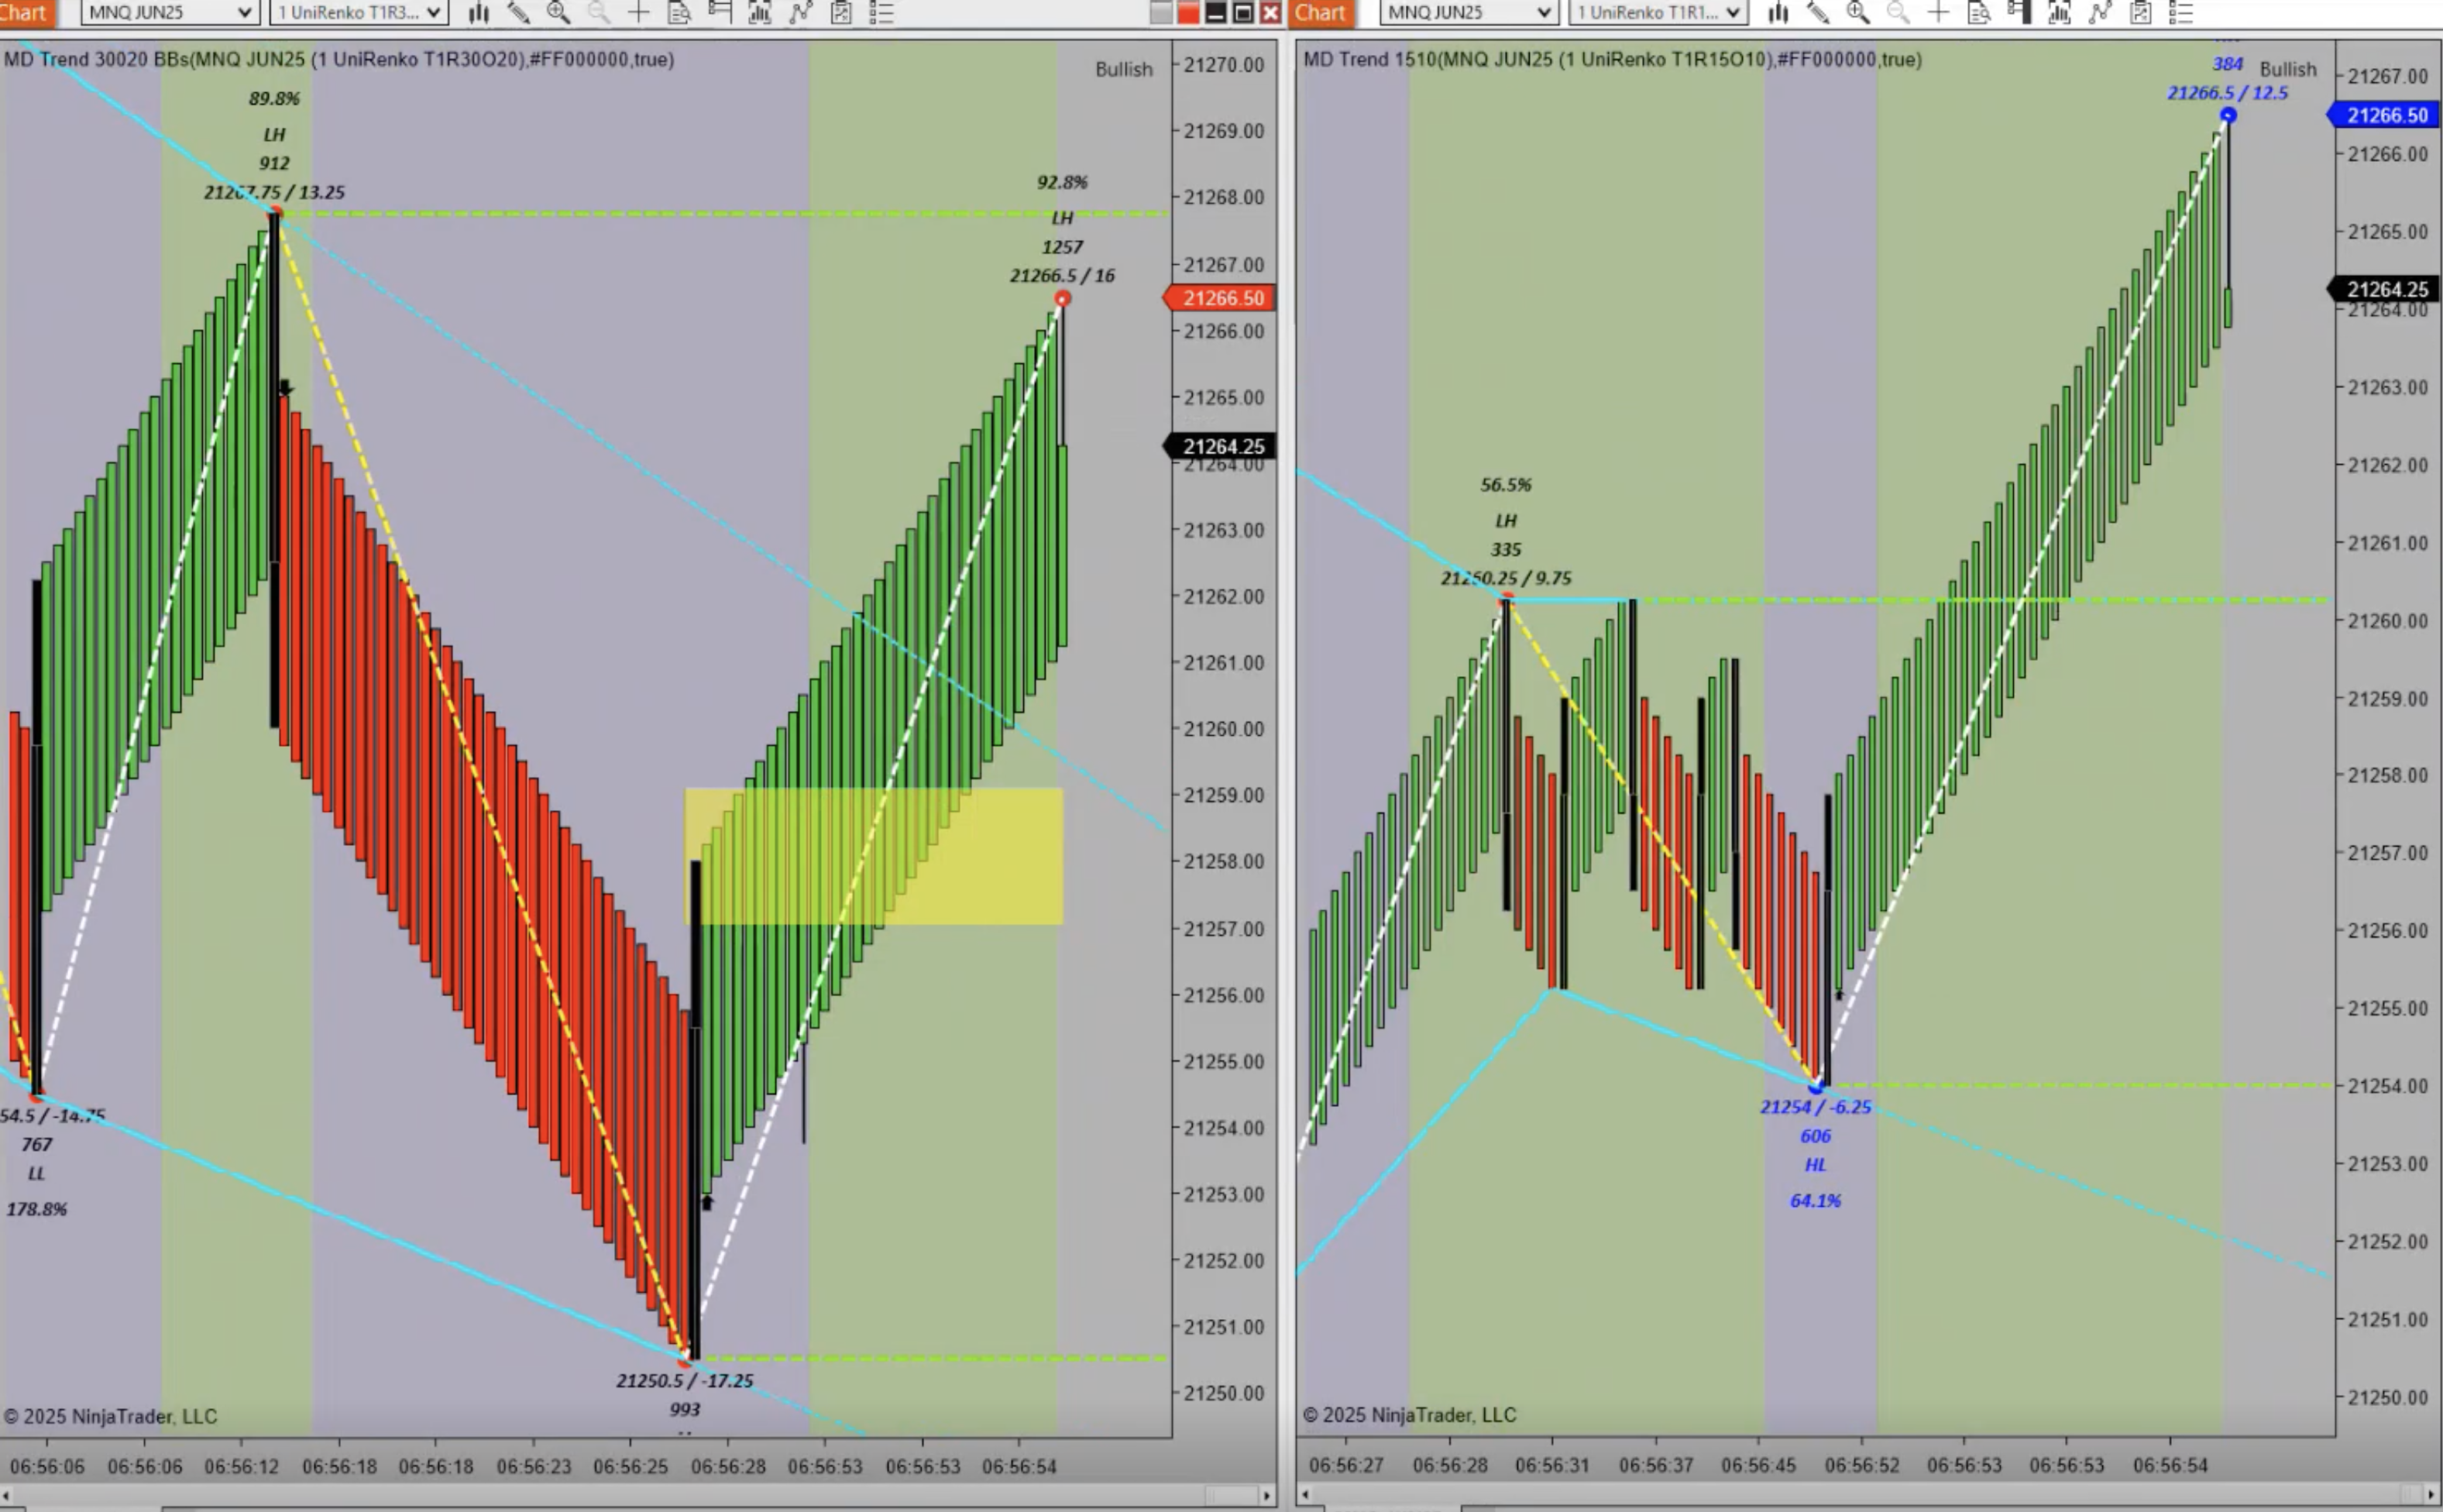 Chart
MNQ JUN25
1 UniRenko T1R3...
MD Trend 30020 BBs(MNQ JUN25 (1 UniRenko T1R30O20),#FF000000,true)
Bullish
89.8%
LH
912
21267.75 / 13.25
92.8%
LH
1257
21266.5 / 16
54.5 / -14.75
767
LL
178.8%
21250.5 / -17.25
993
21270.00
21269.00
21268.00
21267.00
21266.50
21266.00
21265.00
21264.25
21264.00
21263.00
21262.00
21261.00
21260.00
21259.00
21258.00
21257.00
21256.00
21255.00
21254.00
21253.00
21252.00
21251.00
21250.00
© 2025 NinjaTrader, LLC
06:56:06 06:56:06 06:56:12 06:56:18 06:56:18 06:56:23 06:56:25 06:56:28 06:56:53 06:56:53 06:56:54
Chart
MNQ JUN25
1 UniRenko T1R1...
MD Trend 1510(MNQ JUN25 (1 UniRenko T1R15O10),#FF000000,true)
384
Bullish
21266.5 / 12.5
56.5%
LH
335
21260.25 / 9.75
21254 / -6.25
606
HL
64.1%
21267.00
21266.50
21266.00
21265.00
21264.25
21264.00
21263.00
21262.00
21261.00
21260.00
21259.00
21258.00
21257.00
21256.00
21255.00
21254.00
21253.00
21252.00
21251.00
21250.00
© 2025 NinjaTrader, LLC
06:56:27 06:56:28 06:56:31 06:56:37 06:56:45 06:56:52 06:56:53 06:56:53 06:56:54